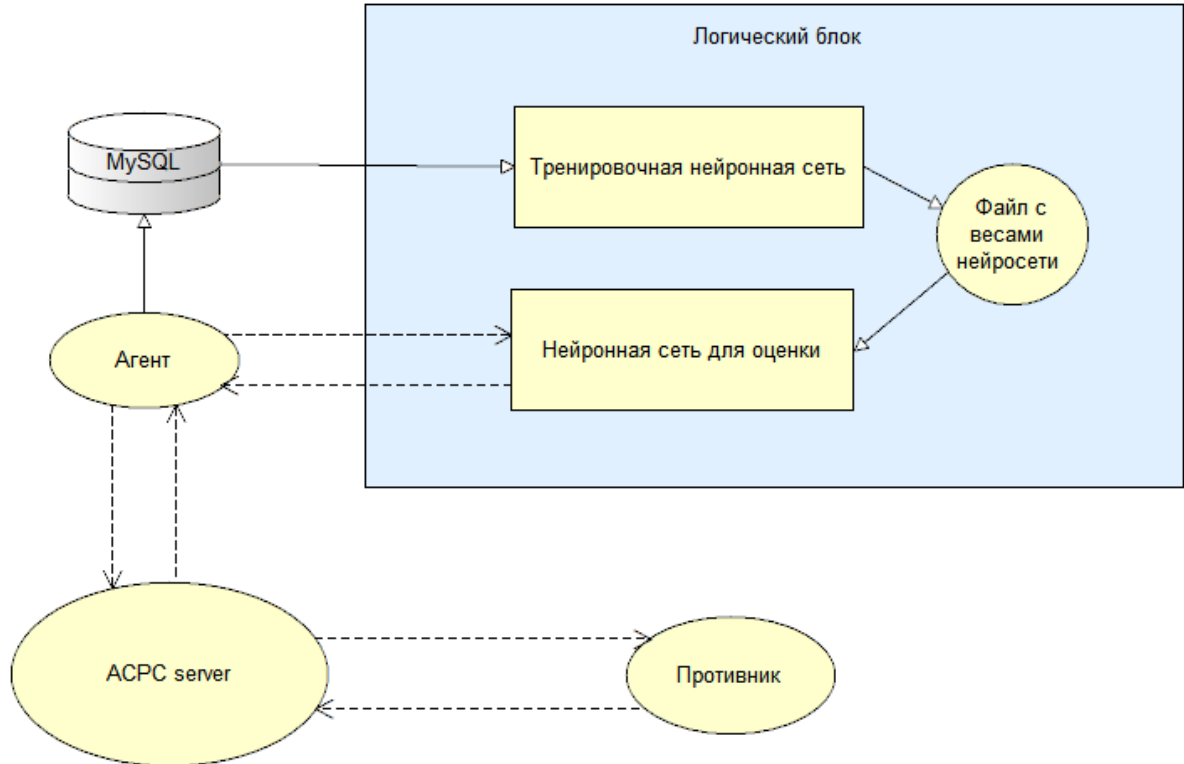 Логический блок
MySQL
Тренировочная нейронная сеть
Файл с
весами
нейросети
Агент
Нейронная сеть для оценки
ACPC server
Противник